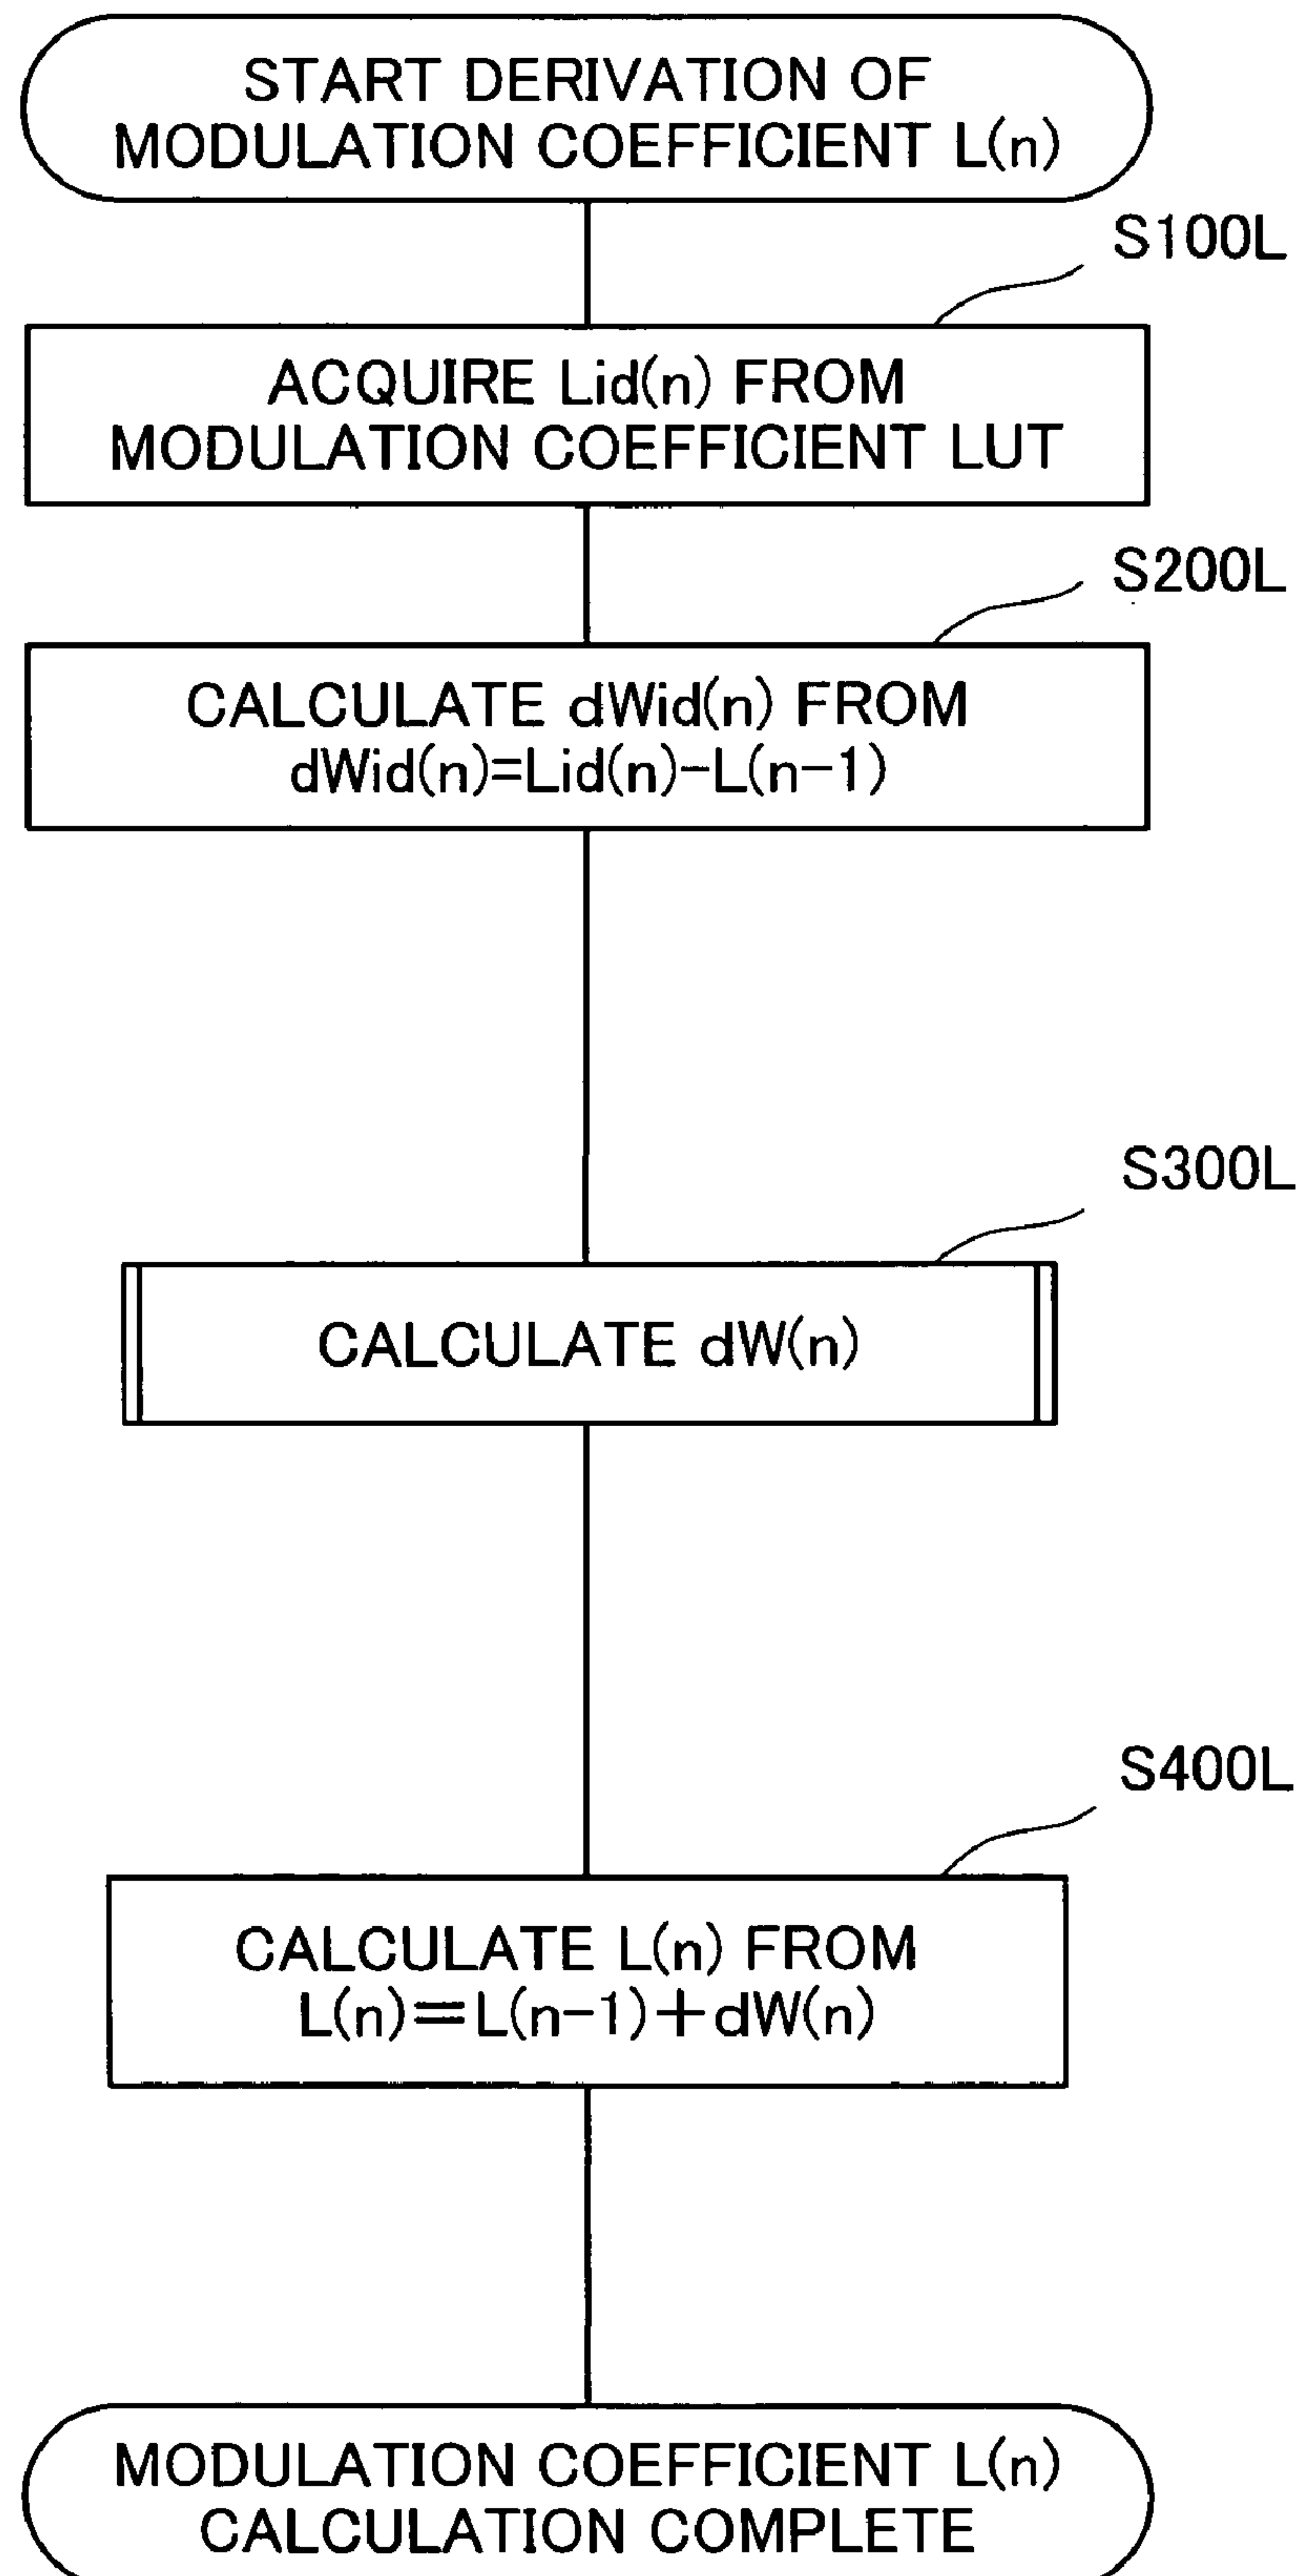 START DERIVATION OF
MODULATION COEFFICIENT L(n)
S100L
ACQUIRE Lid(n) FROM
MODULATION COEFFICIENT LUT
S200L
CALCULATE dWid(n) FROM
dWid(n)=Lid(n)-L(n-1)
S300L
CALCULATE dW(n)
S400L
CALCULATE L(n) FROM
L(n)=L(n-1)+dW(n)
MODULATION COEFFICIENT L(n)
CALCULATION COMPLETE